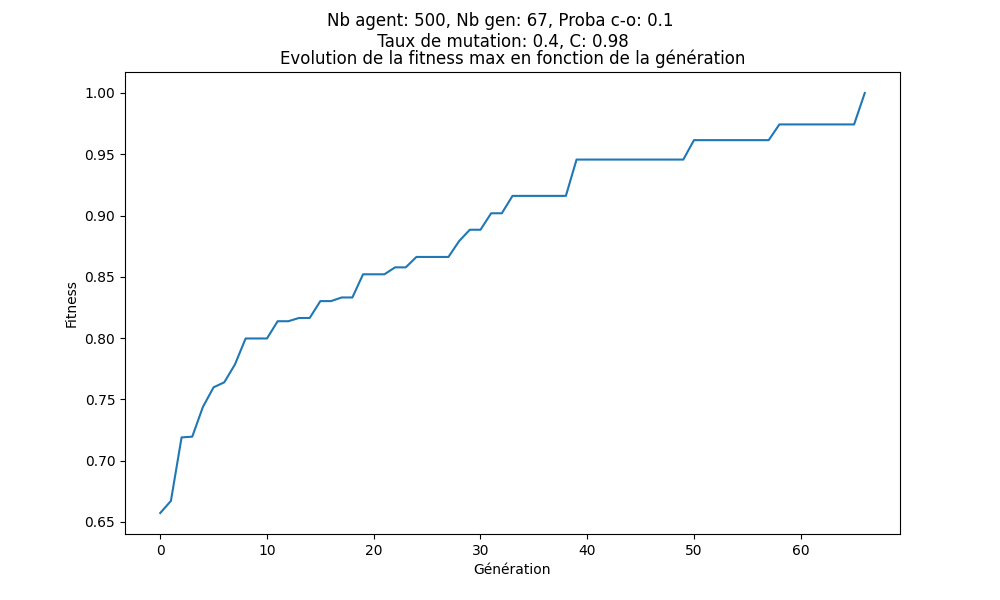 Nb agent: 500, Nb gen: 67, Proba c-o: 0.1
Taux de mutation: 0.4, C: 0.98
Evolution de la fitness max en fonction de la génération
1.00
0.95
0.90
0.85
0.80
0.75
0.70
0.65
Fitness
0 10 20 30 40 50 60
Génération